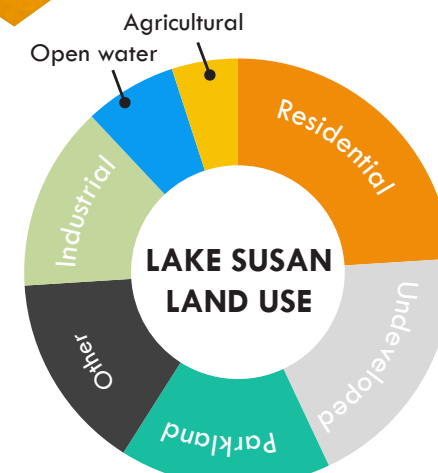 Agricultural
Open water
Residential
Industrial
LAKE SUSAN
LAND USE
Undeveloped
Other
Parkland